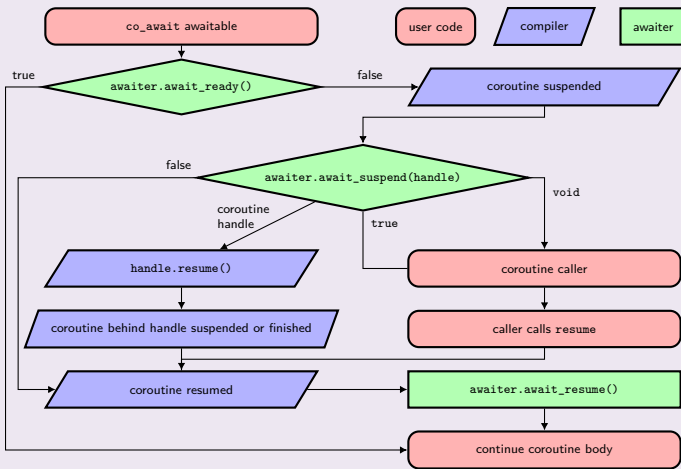 co_await awaitable
user code
compiler
awaiter
true
awaiter.await_ready()
false
coroutine suspended
false
awaiter.await_suspend(handle)
void
coroutine
handle
true
handle.resume()
coroutine caller
coroutine behind handle suspended or finished
caller calls resume
coroutine resumed
awaiter.await_resume()
continue coroutine body